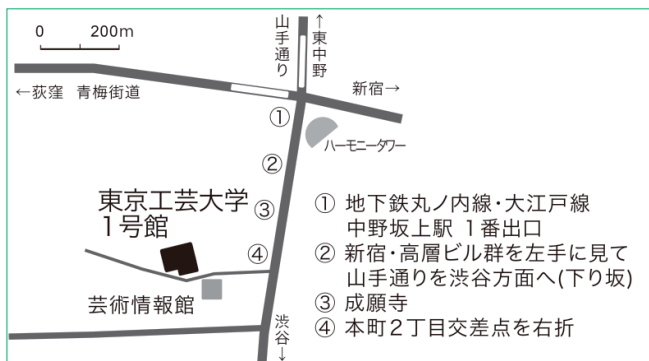 0 200m
山手通り
↑東中野
新宿→
←荻窪 青梅街道
①
ハーモニータワー
②
③
④
東京工芸大学
1号館
芸術情報館
渋谷↓
① 地下鉄丸ノ内線・大江戸線
中野坂上駅 1番出口
② 新宿・高層ビル群を左手に見て
山手通りを渋谷方面へ(下り坂)
③ 成願寺
④ 本町2丁目交差点を右折